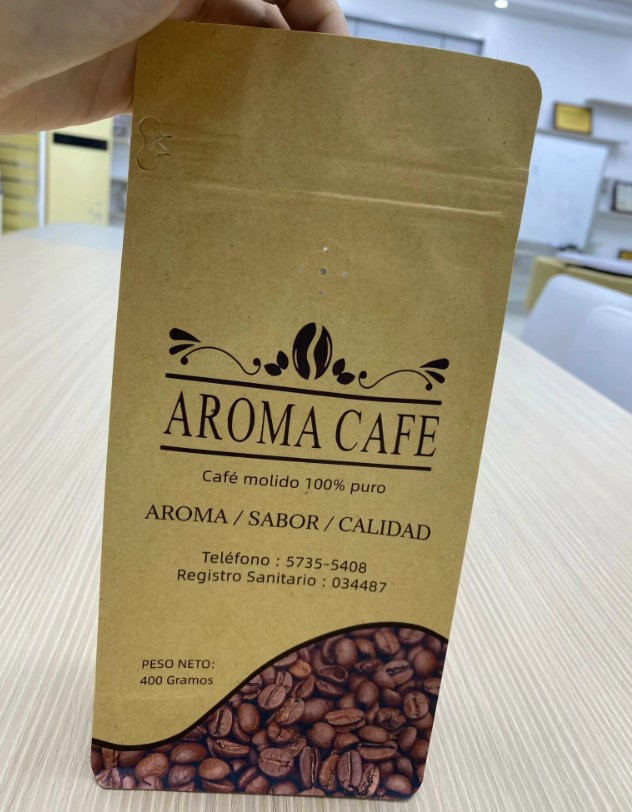 AROMA CAFE
Café molido 100% puro
AROMA / SABOR / CALIDAD
Teléfono : 5735-5408
Registro Sanitario : 034487
PESO NETO:
400 Gramos